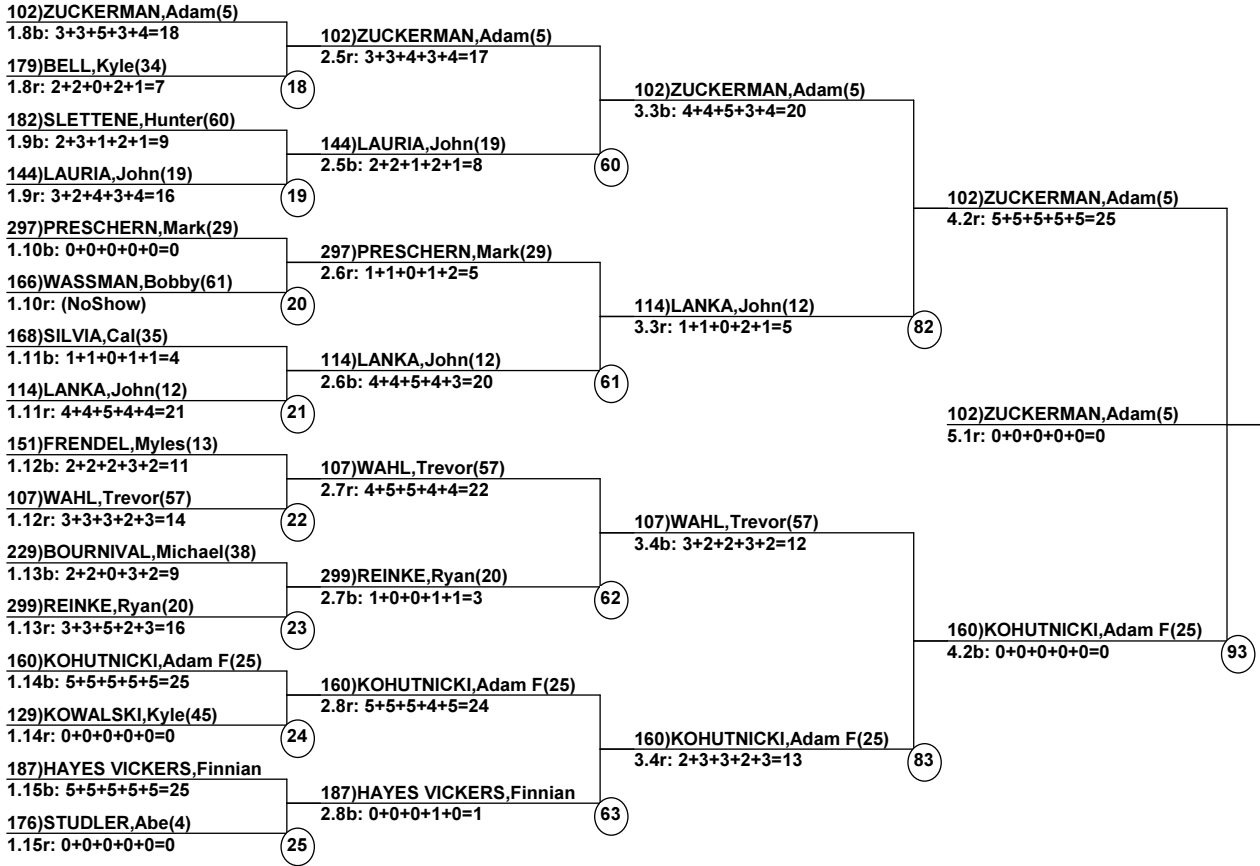 102)ZUCKERMAN,Adam(5)
1.8b: 3+3+5+3+4=18
179)BELL,Kyle(34)
1.8r: 2+2+0+2+1=7
18
182)SLETTENE,Hunter(60)
1.9b: 2+3+1+2+1=9
144)LAURIA,John(19)
1.9r: 3+2+4+3+4=16
19
297)PRESCHERN,Mark(29)
1.10b: 0+0+0+0+0=0
166)WASSMAN,Bobby(61)
1.10r: (NoShow)
20
168)SILVIA,Cal(35)
1.11b: 1+1+0+1+1=4
114)LANKA,John(12)
1.11r: 4+4+5+4+4=21
21
151)FRENDEL,Myles(13)
1.12b: 2+2+2+3+2=11
107)WAHL,Trevor(57)
1.12r: 3+3+3+2+3=14
22
229)BOURNIVAL,Michael(38)
1.13b: 2+2+0+3+2=9
299)REINKE,Ryan(20)
1.13r: 3+3+5+2+3=16
23
160)KOHUTNICKI,Adam F(25)
1.14b: 5+5+5+5+5=25
129)KOWALSKI,Kyle(45)
1.14r: 0+0+0+0+0=0
24
187)HAYES VICKERS,Finnian
1.15b: 5+5+5+5+5=25
176)STUDLER,Abe(4)
1.15r: 0+0+0+0+0=0
25
102)ZUCKERMAN,Adam(5)
2.5r: 3+3+4+3+4=17
144)LAURIA,John(19)
2.5b: 2+2+1+2+1=8
60
297)PRESCHERN,Mark(29)
2.6r: 1+1+0+1+2=5
114)LANKA,John(12)
2.6b: 4+4+5+4+3=20
61
107)WAHL,Trevor(57)
2.7r: 4+5+5+4+4=22
299)REINKE,Ryan(20)
2.7b: 1+0+0+1+1=3
62
160)KOHUTNICKI,Adam F(25)
2.8r: 5+5+5+4+5=24
187)HAYES VICKERS,Finnian
2.8b: 0+0+0+1+0=1
63
102)ZUCKERMAN,Adam(5)
3.3b: 4+4+5+3+4=20
114)LANKA,John(12)
3.3r: 1+1+0+2+1=5
82
107)WAHL,Trevor(57)
3.4b: 3+2+2+3+2=12
160)KOHUTNICKI,Adam F(25)
3.4r: 2+3+3+2+3=13
83
102)ZUCKERMAN,Adam(5)
4.2r: 5+5+5+5+5=25
160)KOHUTNICKI,Adam F(25)
4.2b: 0+0+0+0+0=0
93
102)ZUCKERMAN,Adam(5)
5.1r: 0+0+0+0+0=0